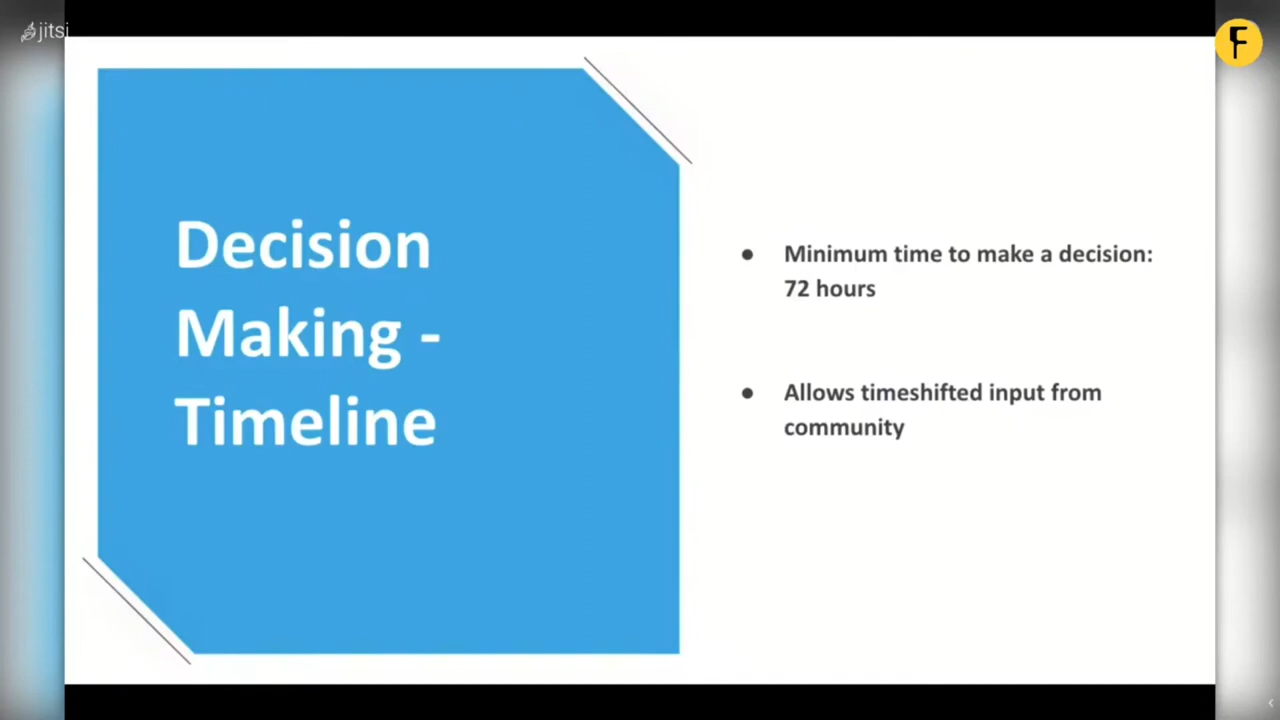 jitsi
F
Decision
Making -
Timeline
● Minimum time to make a decision:
72 hours
● Allows timeshifted input from
community